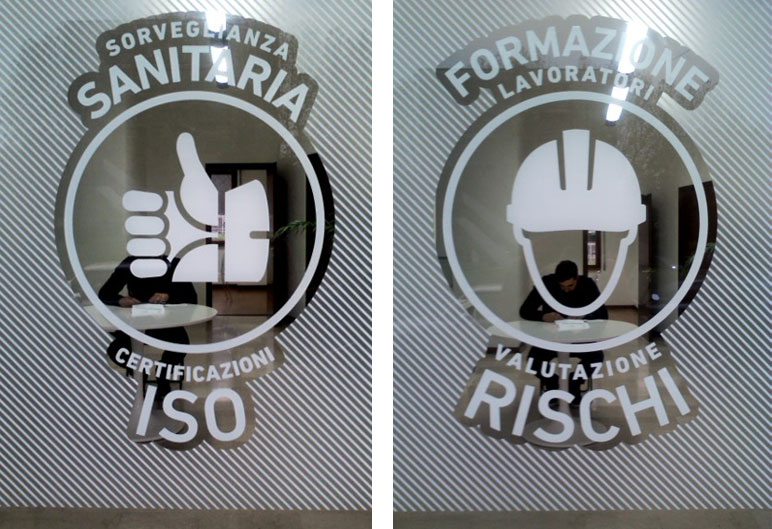 SORVEGLIANZA
SANITARIA
CERTIFICAZIONI
ISO
FORMAZIONE
LAVORATORI
VALUTAZIONE
RISCHI